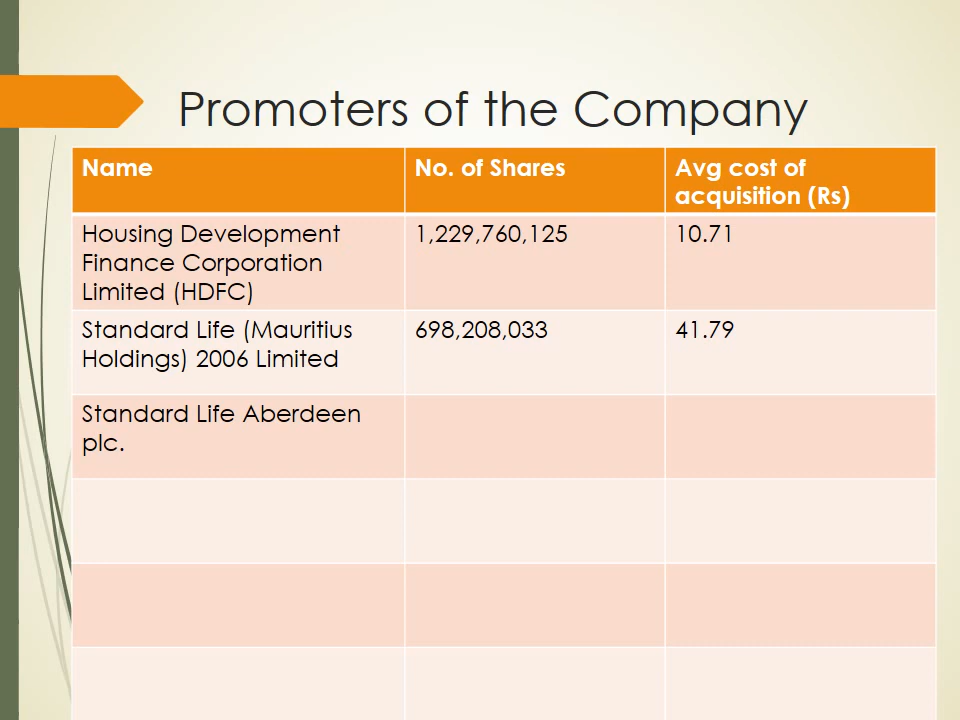 Promoters of the Company
Name
No. of Shares
Avg cost of
acquisition (Rs)
Housing Development
Finance Corporation
Limited (HDFC)
1,229,760,125
10.71
Standard Life (Mauritius
Holdings) 2006 Limited
698,208,033
41.79
Standard Life Aberdeen
plc.